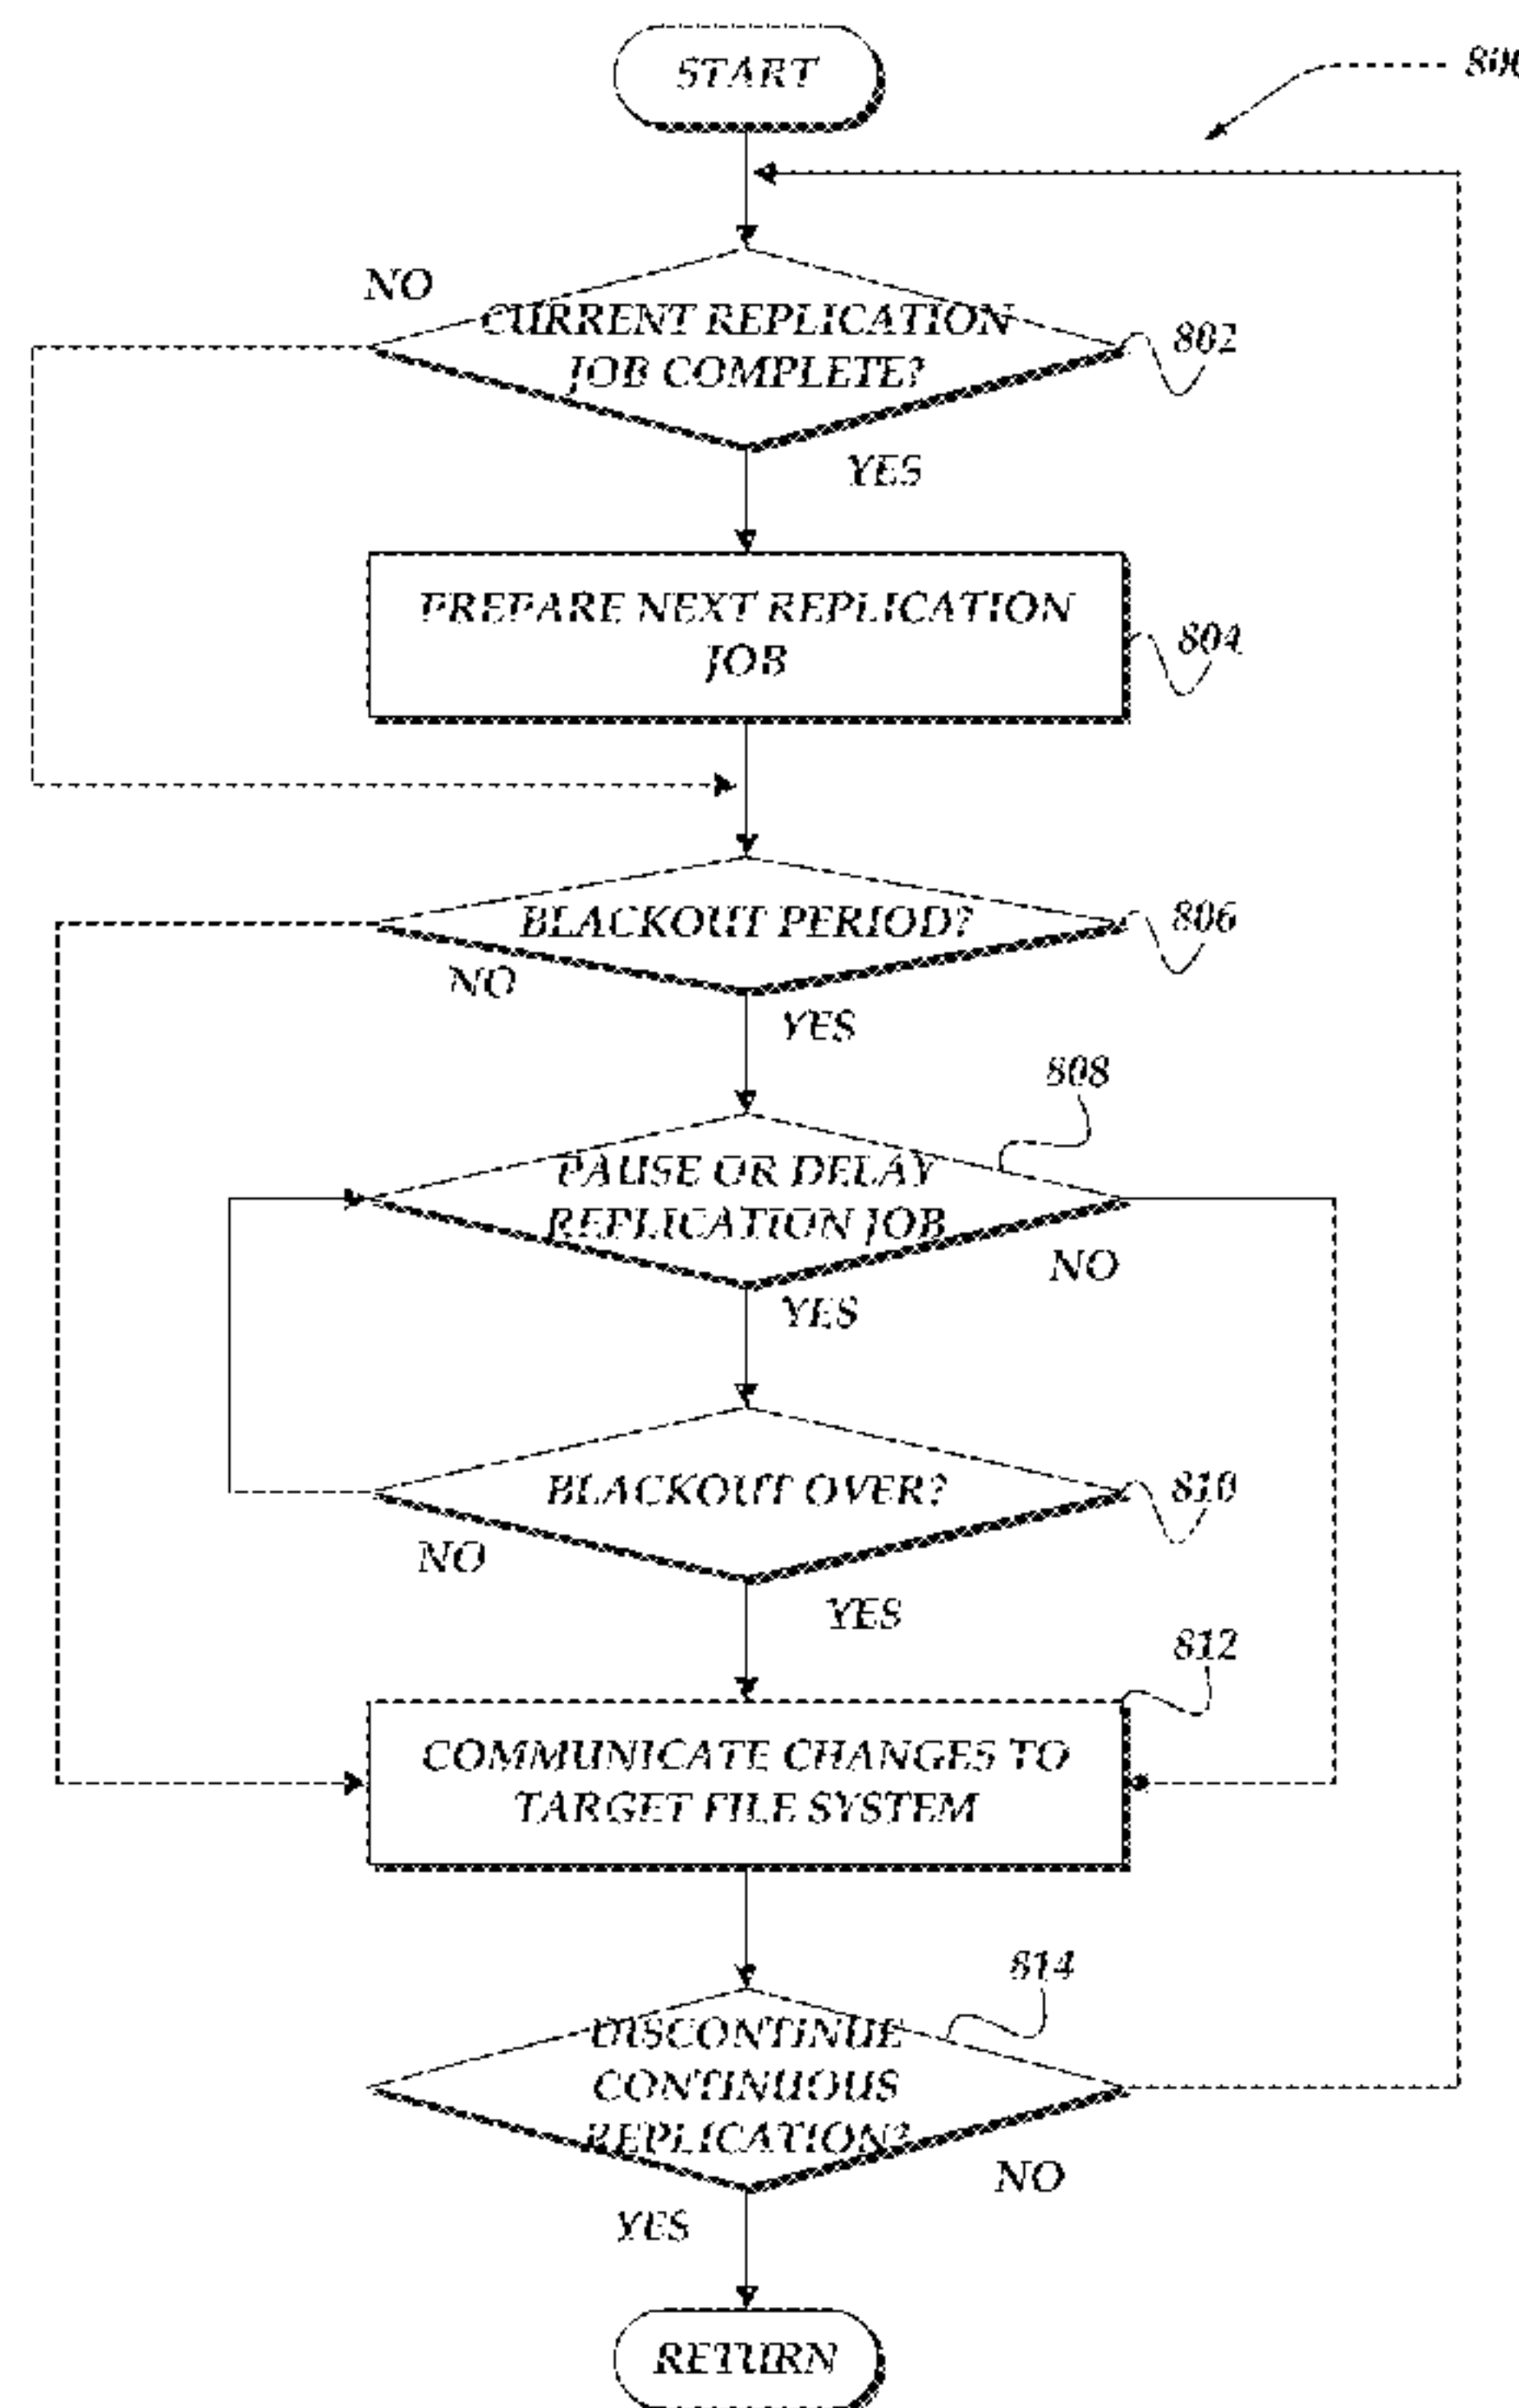 START
NO
CURRENT REPLICATION
JOB COMPLETE?
802
YES
PREPARE NEXT REPLICATION
JOB
804
BLACKOUT PERIOD?
806
NO
YES
808
PAUSE OR DELAY
REPLICATION JOB
NO
YES
BLACKOUT OVER?
810
NO
YES
812
COMMUNICATE CHANGES TO
TARGET FILE SYSTEM
814
DISCONTINUE
CONTINUOUS
REPLICATION?
NO
YES
RETURN